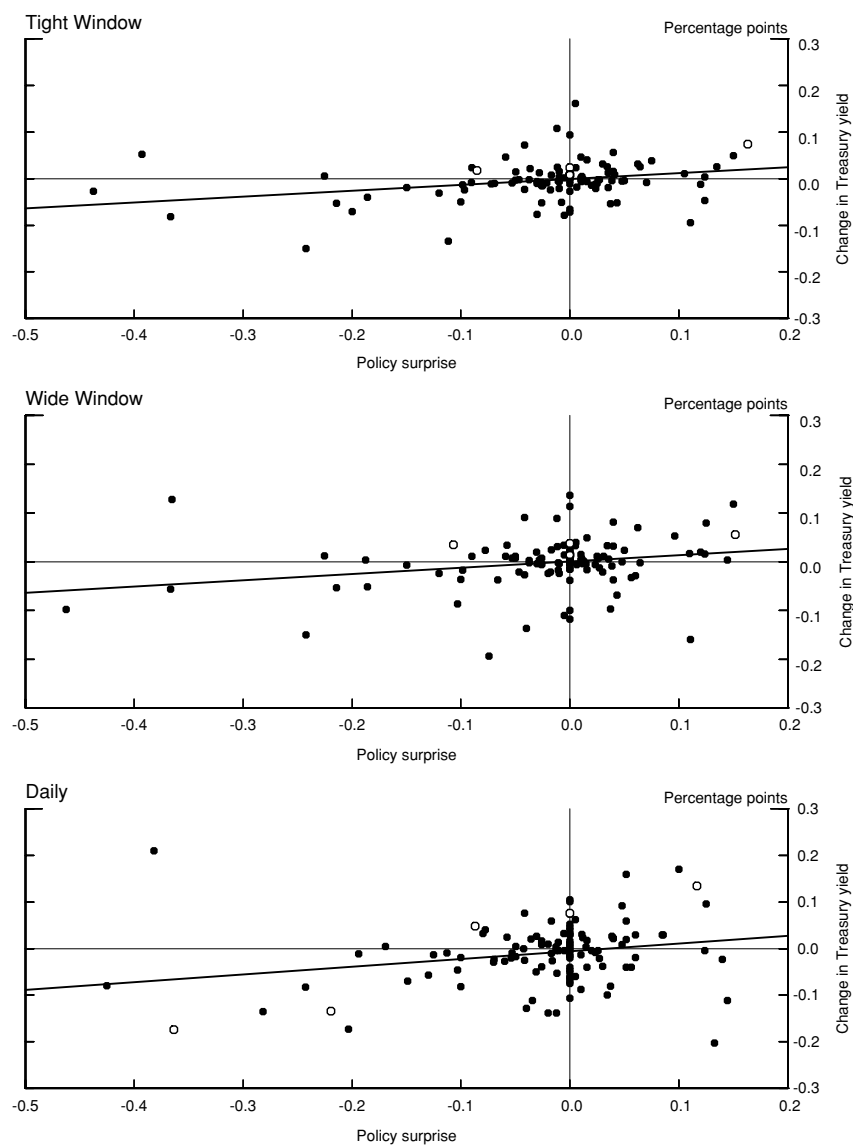 Tight Window
Percentage points
0.3
0.2
0.1
0.0
-0.1
-0.2
-0.3
Change in Treasury yield
-0.5 -0.4 -0.3 -0.2 -0.1 0.0 0.1 0.2
Policy surprise
Wide Window
Percentage points
0.3
0.2
0.1
0.0
-0.1
-0.2
-0.3
Change in Treasury yield
-0.5 -0.4 -0.3 -0.2 -0.1 0.0 0.1 0.2
Policy surprise
Daily
Percentage points
0.3
0.2
0.1
0.0
-0.1
-0.2
-0.3
Change in Treasury yield
-0.5 -0.4 -0.3 -0.2 -0.1 0.0 0.1 0.2
Policy surprise